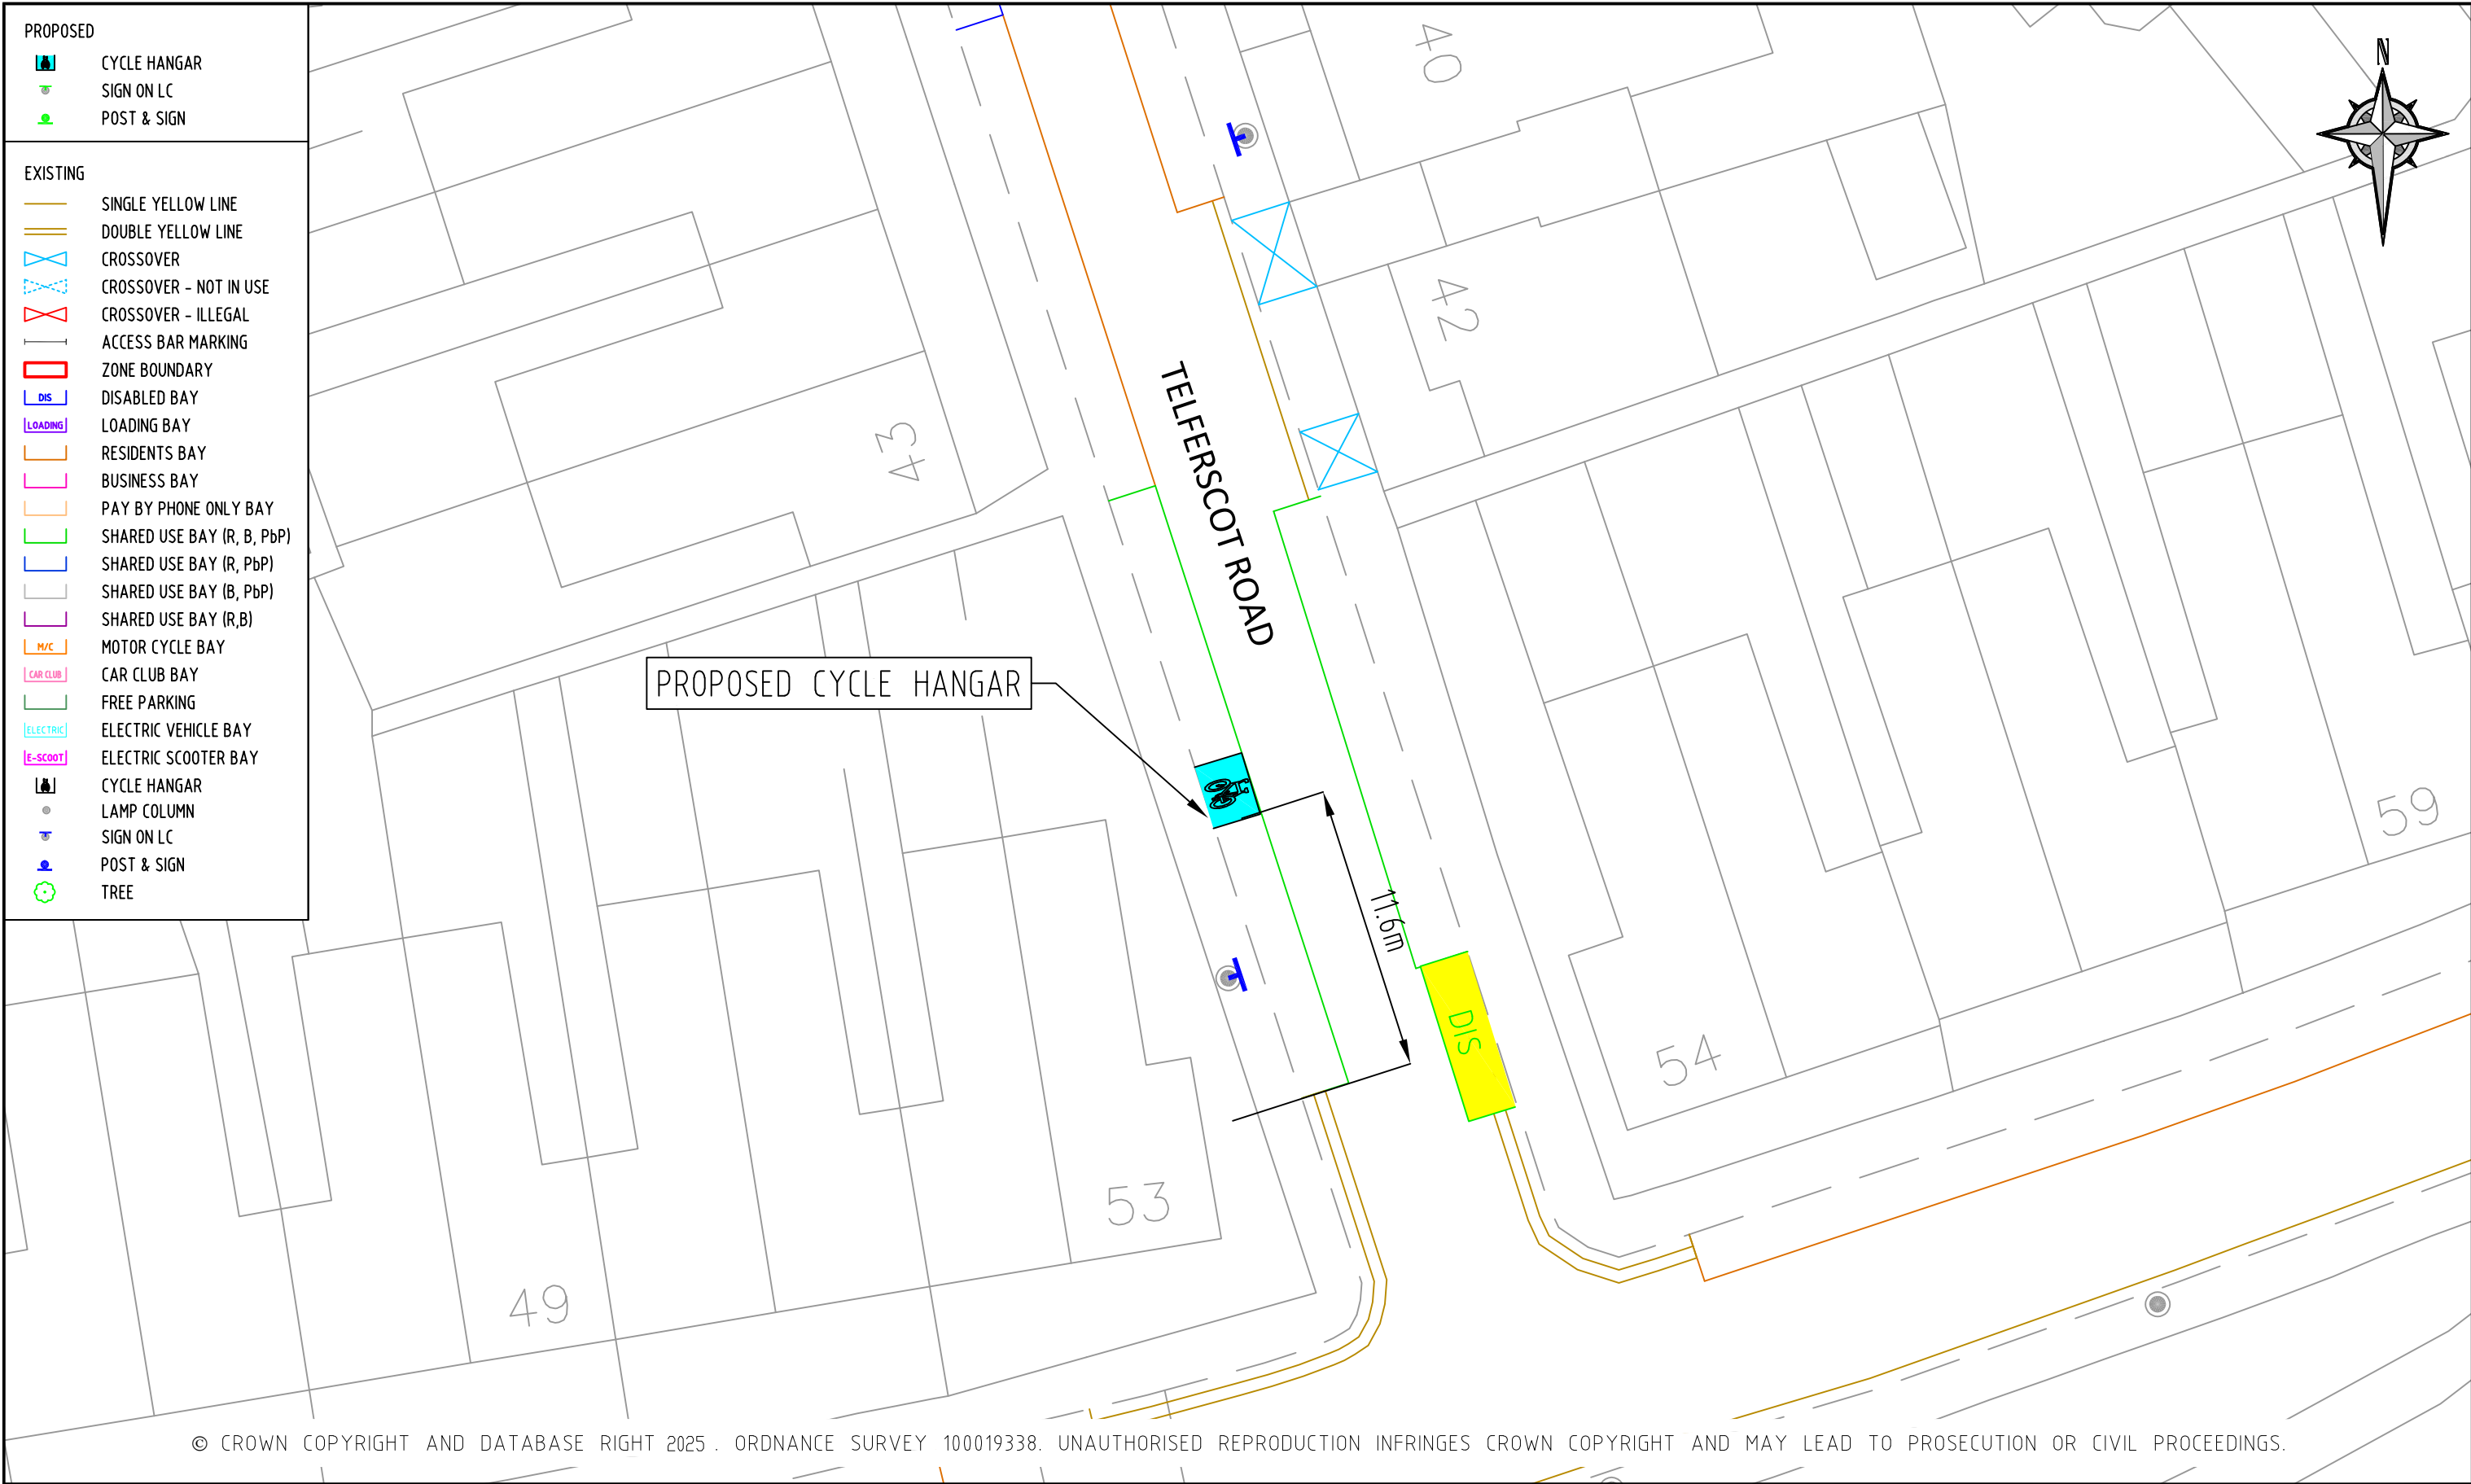 PROPOSED
CYCLE HANGAR
SIGN ON LC
POST & SIGN
EXISTING
SINGLE YELLOW LINE
DOUBLE YELLOW LINE
CROSSOVER
CROSSOVER - NOT IN USE
CROSSOVER - ILLEGAL
ACCESS BAR MARKING
ZONE BOUNDARY
DIS DISABLED BAY
LOADING LOADING BAY
RESIDENTS BAY
BUSINESS BAY
PAY BY PHONE ONLY BAY
SHARED USE BAY (R, B, PbP)
SHARED USE BAY (R, PbP)
SHARED USE BAY (B, PbP)
SHARED USE BAY (R,B)
M/C MOTOR CYCLE BAY
CAR CLUB CAR CLUB BAY
FREE PARKING
ELECTRIC ELECTRIC VEHICLE BAY
E-SCOOT ELECTRIC SCOOTER BAY
CYCLE HANGAR
LAMP COLUMN
SIGN ON LC
POST & SIGN
TREE
N
40
42
43
TELFERSCOT ROAD
PROPOSED CYCLE HANGAR
59
11.6m
DIS
54
53
49
© CROWN COPYRIGHT AND DATABASE RIGHT 2025 . ORDNANCE SURVEY 100019338. UNAUTHORISED REPRODUCTION INFRINGES CROWN COPYRIGHT AND MAY LEAD TO PROSECUTION OR CIVIL PROCEEDINGS.